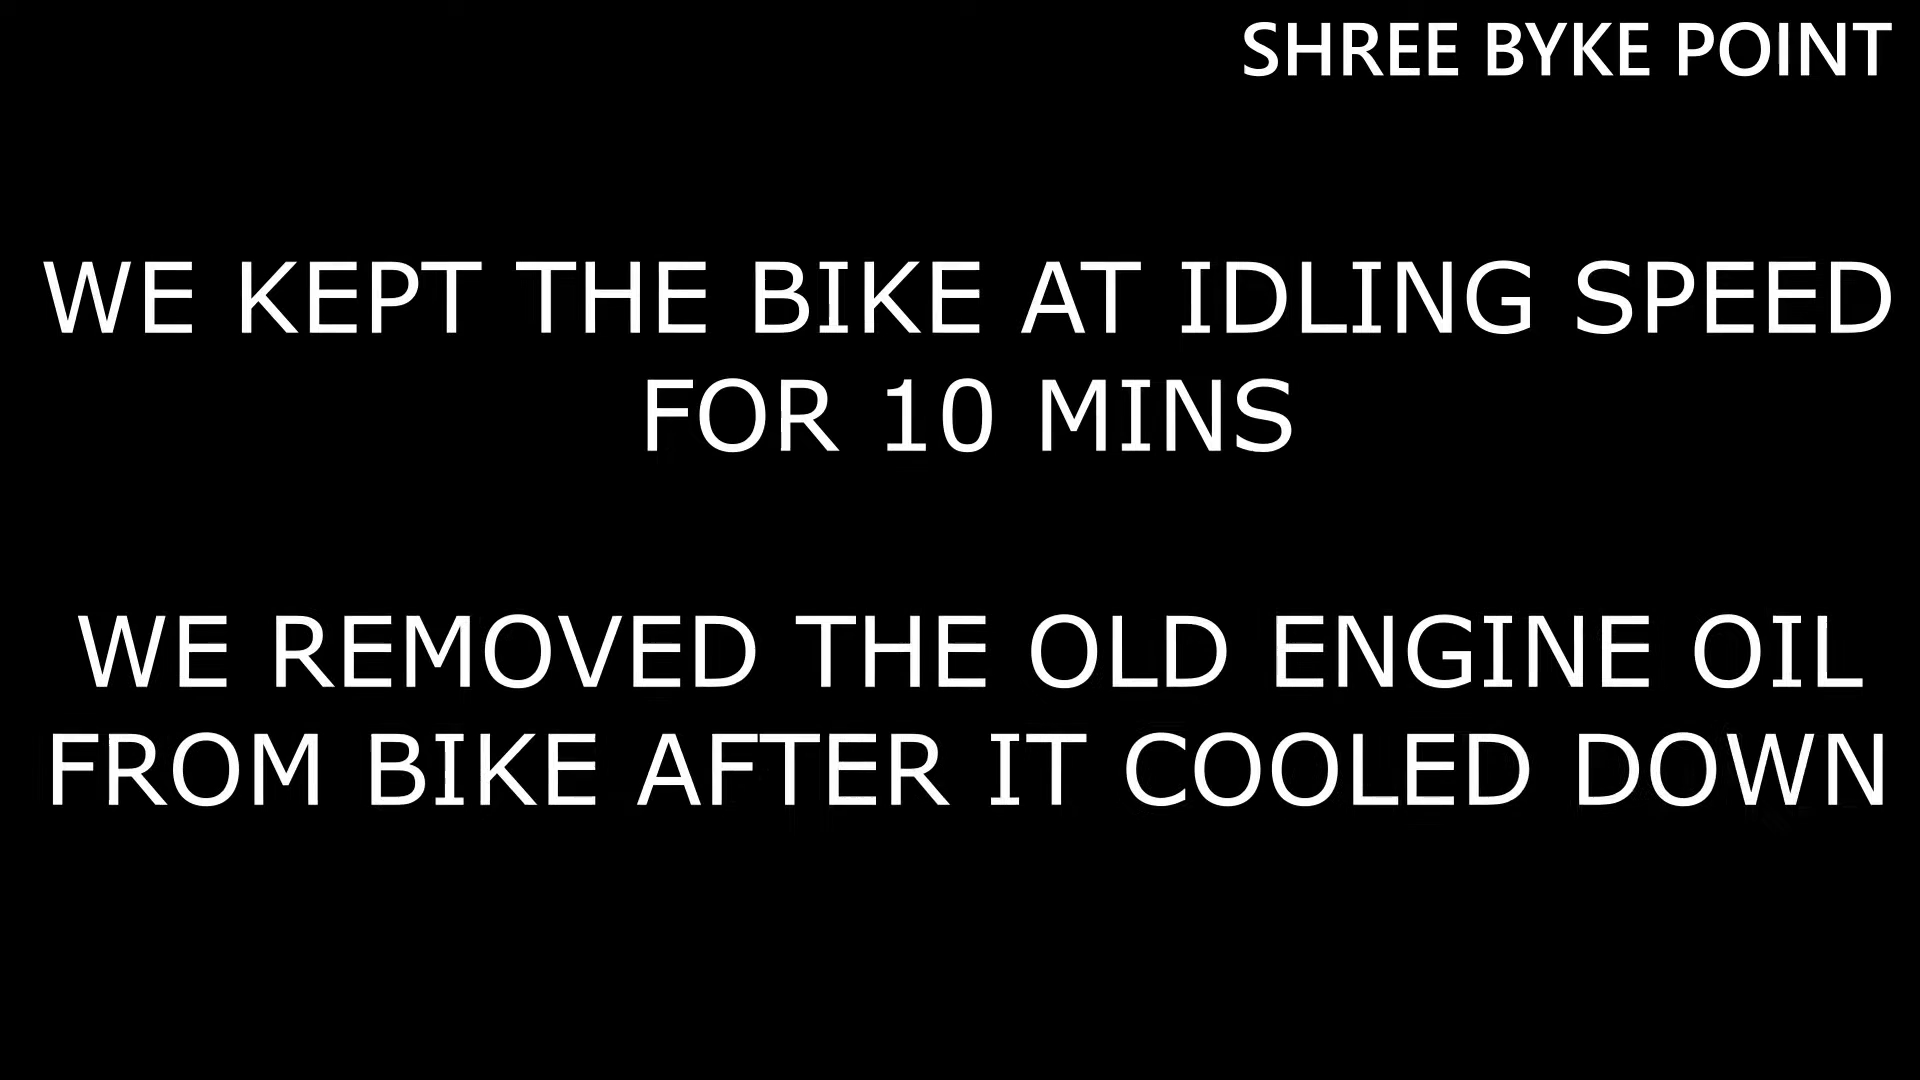 SHREE BYKE POINT
WE KEPT THE BIKE AT IDLING SPEED
FOR 10 MINS
WE REMOVED THE OLD ENGINE OIL
FROM BIKE AFTER IT COOLED DOWN